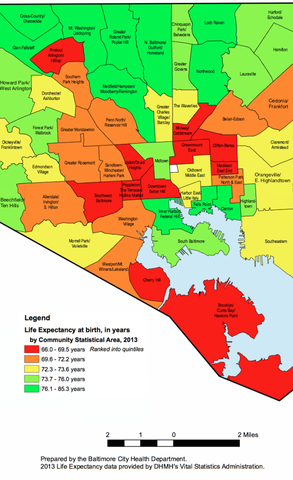 Cross-Country/
Cheswolde
Mt. Washington/
Coldspring
Greater
Roland Park/
Poplar Hill
N. Baltimore/
Guilford/
Homeland
Chinquapin
Park/
Belvedere
Loch Raven
Harford/
Echodale
Hamilton
Glen-Fallstaff
Pimlico/
Arlington/
Hilltop
Greater
Govans
Northwood
Lauraville
Howard Park/
West Arlington
Southern
Park Heights
Dorchester/
Ashburton
Medfield/Hampden/
Woodberry/Remington
Greater
Charles
Village/
Barclay
The Waverlies
Cedonia/
Frankford
Penn North/
Reservoir Hill
Midway/
Coldstream
Belair-Edison
Forest Park/
Walbrook
Greater Mondawmin
Greenmount
East
Clifton-Berea
Claremont/
Armistead
Dickeyville/
Franklintown
Edmondson
Village
Greater Rosemont
Sandtown-
Winchester/
Harlem Park
Upton/Druid
Heights
Midtown
Oldtown/
Middle East
Madison/
East End
Patterson Park
North & East
Orangeville/
E. Highlandtown
Beechfield/
Ten Hills
Allendale/
Irvington/
S. Hilton
Southwest
Baltimore
Poppleton/
The Terraces/
Hollins Market
Downtown/
Seton Hill
Harbor East/
Little Italy
Fells Point
Canton
Highland-
town
Washington
Village
Inner Harbor/
Federal Hill
Morrell Park/
Violetville
South Baltimore
Southeastern
Westport/Mt.
Winans/Lakeland
Cherry Hill
Brooklyn/
Curtis Bay/
Hawkins Point
Legend
Life Expectancy at birth, in years
by Community Statistical Area, 2013
66.0 - 69.5 years Ranked into quintiles
69.6 - 72.2 years
72.3 - 73.6 years
73.7 - 76.0 years
76.1 - 85.3 years
2 1 0 2 Miles
Prepared by the Baltimore City Health Department.
2013 Life Expectancy data provided by DHMH's Vital Statistics Administration.